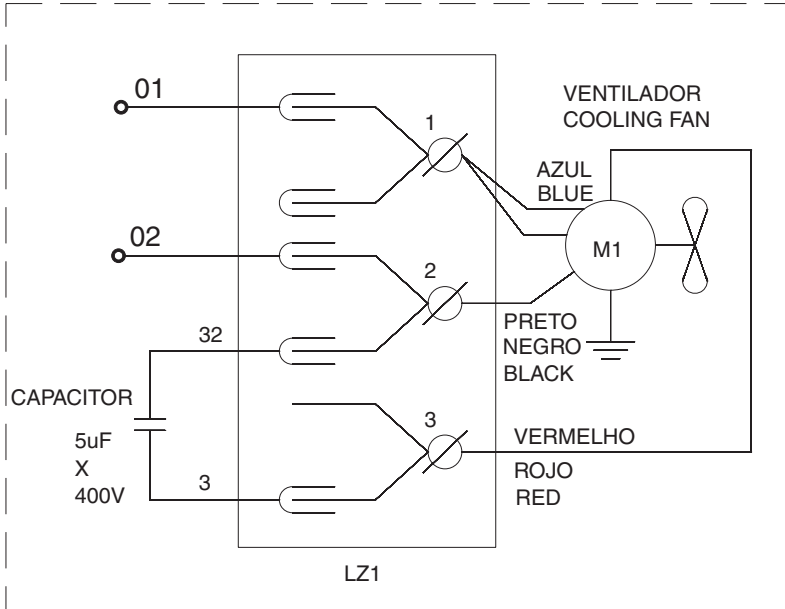 01
VENTILADOR
COOLING FAN
1
AZUL
BLUE
02
M1
2
32
PRETO
NEGRO
BLACK
CAPACITOR
5uF
X
400V
3
VERMELHO
ROJO
RED
3
LZ1